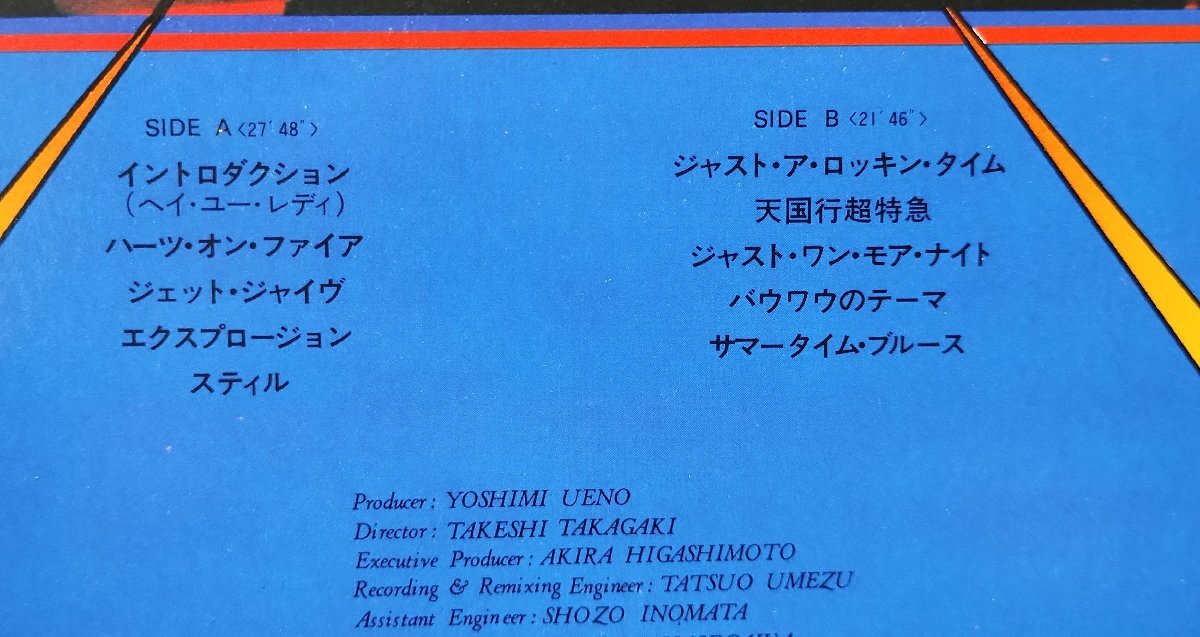 SIDE A〈27′48″〉
イントロダクション
(ヘイ・ユー・レディ)
ハーツ・オン・ファイア
ジェット・ジャイヴ
エクスプロージョン
スティル
SIDE B〈21′46″〉
ジャスト・ア・ロッキン・タイム
天国行超特急
ジャスト・ワン・モア・ナイト
バウワウのテーマ
サマータイム・ブルース
Producer: YOSHIMI UENO
Director: TAKESHI TAKAGAKI
Executive Producer: AKIRA HIGASHIMOTO
Recording & Remixing Engineer: TATSUO UMEZU
Assistant Engineer: SHOZO INOMATA